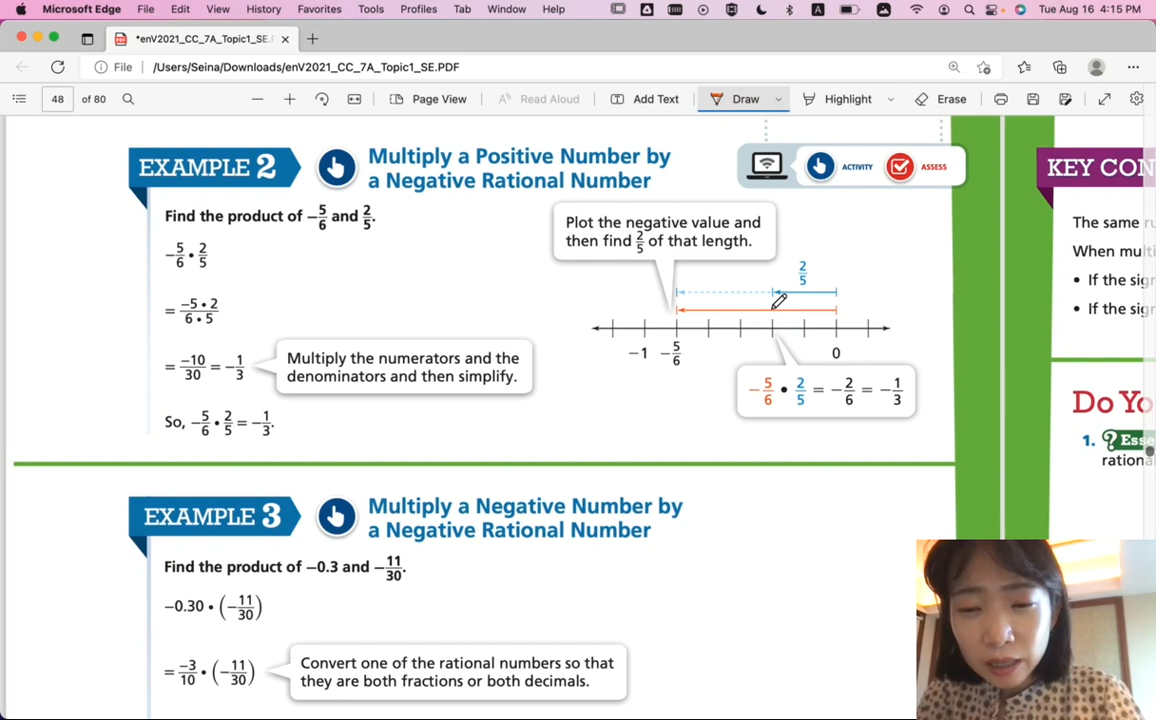 Microsoft Edge File Edit View History Favorites Tools Profiles Tab Window Help Tue Aug 16 4:15 PM
*enV2021_CC_7A_Topic1_SE.
File /Users/Seina/Downloads/enV2021_CC_7A_Topic1_SE.PDF
48 of 80 Page View Read Aloud Add Text Draw Highlight Erase
EXAMPLE 2 Multiply a Positive Number by
a Negative Rational Number
ACTIVITY ASSESS
Find the product of −5/6 and 2/5.
−5/6 • 2/5
= −5 • 2 / 6 • 5
= −10/30 = −1/3
Multiply the numerators and the
denominators and then simplify.
So, −5/6 • 2/5 = −1/3.
Plot the negative value and
then find 2/5 of that length.
2/5
−1 −5/6 0
−5/6 • 2/5 = −2/6 = −1/3
EXAMPLE 3 Multiply a Negative Number by
a Negative Rational Number
Find the product of −0.3 and −11/30.
−0.30 • (−11/30)
= −3/10 • (−11/30)
Convert one of the rational numbers so that
they are both fractions or both decimals.
KEY CON
The same
When mul
• If the sig
• If the sig
Do Yo
1. ? Esse
rationa